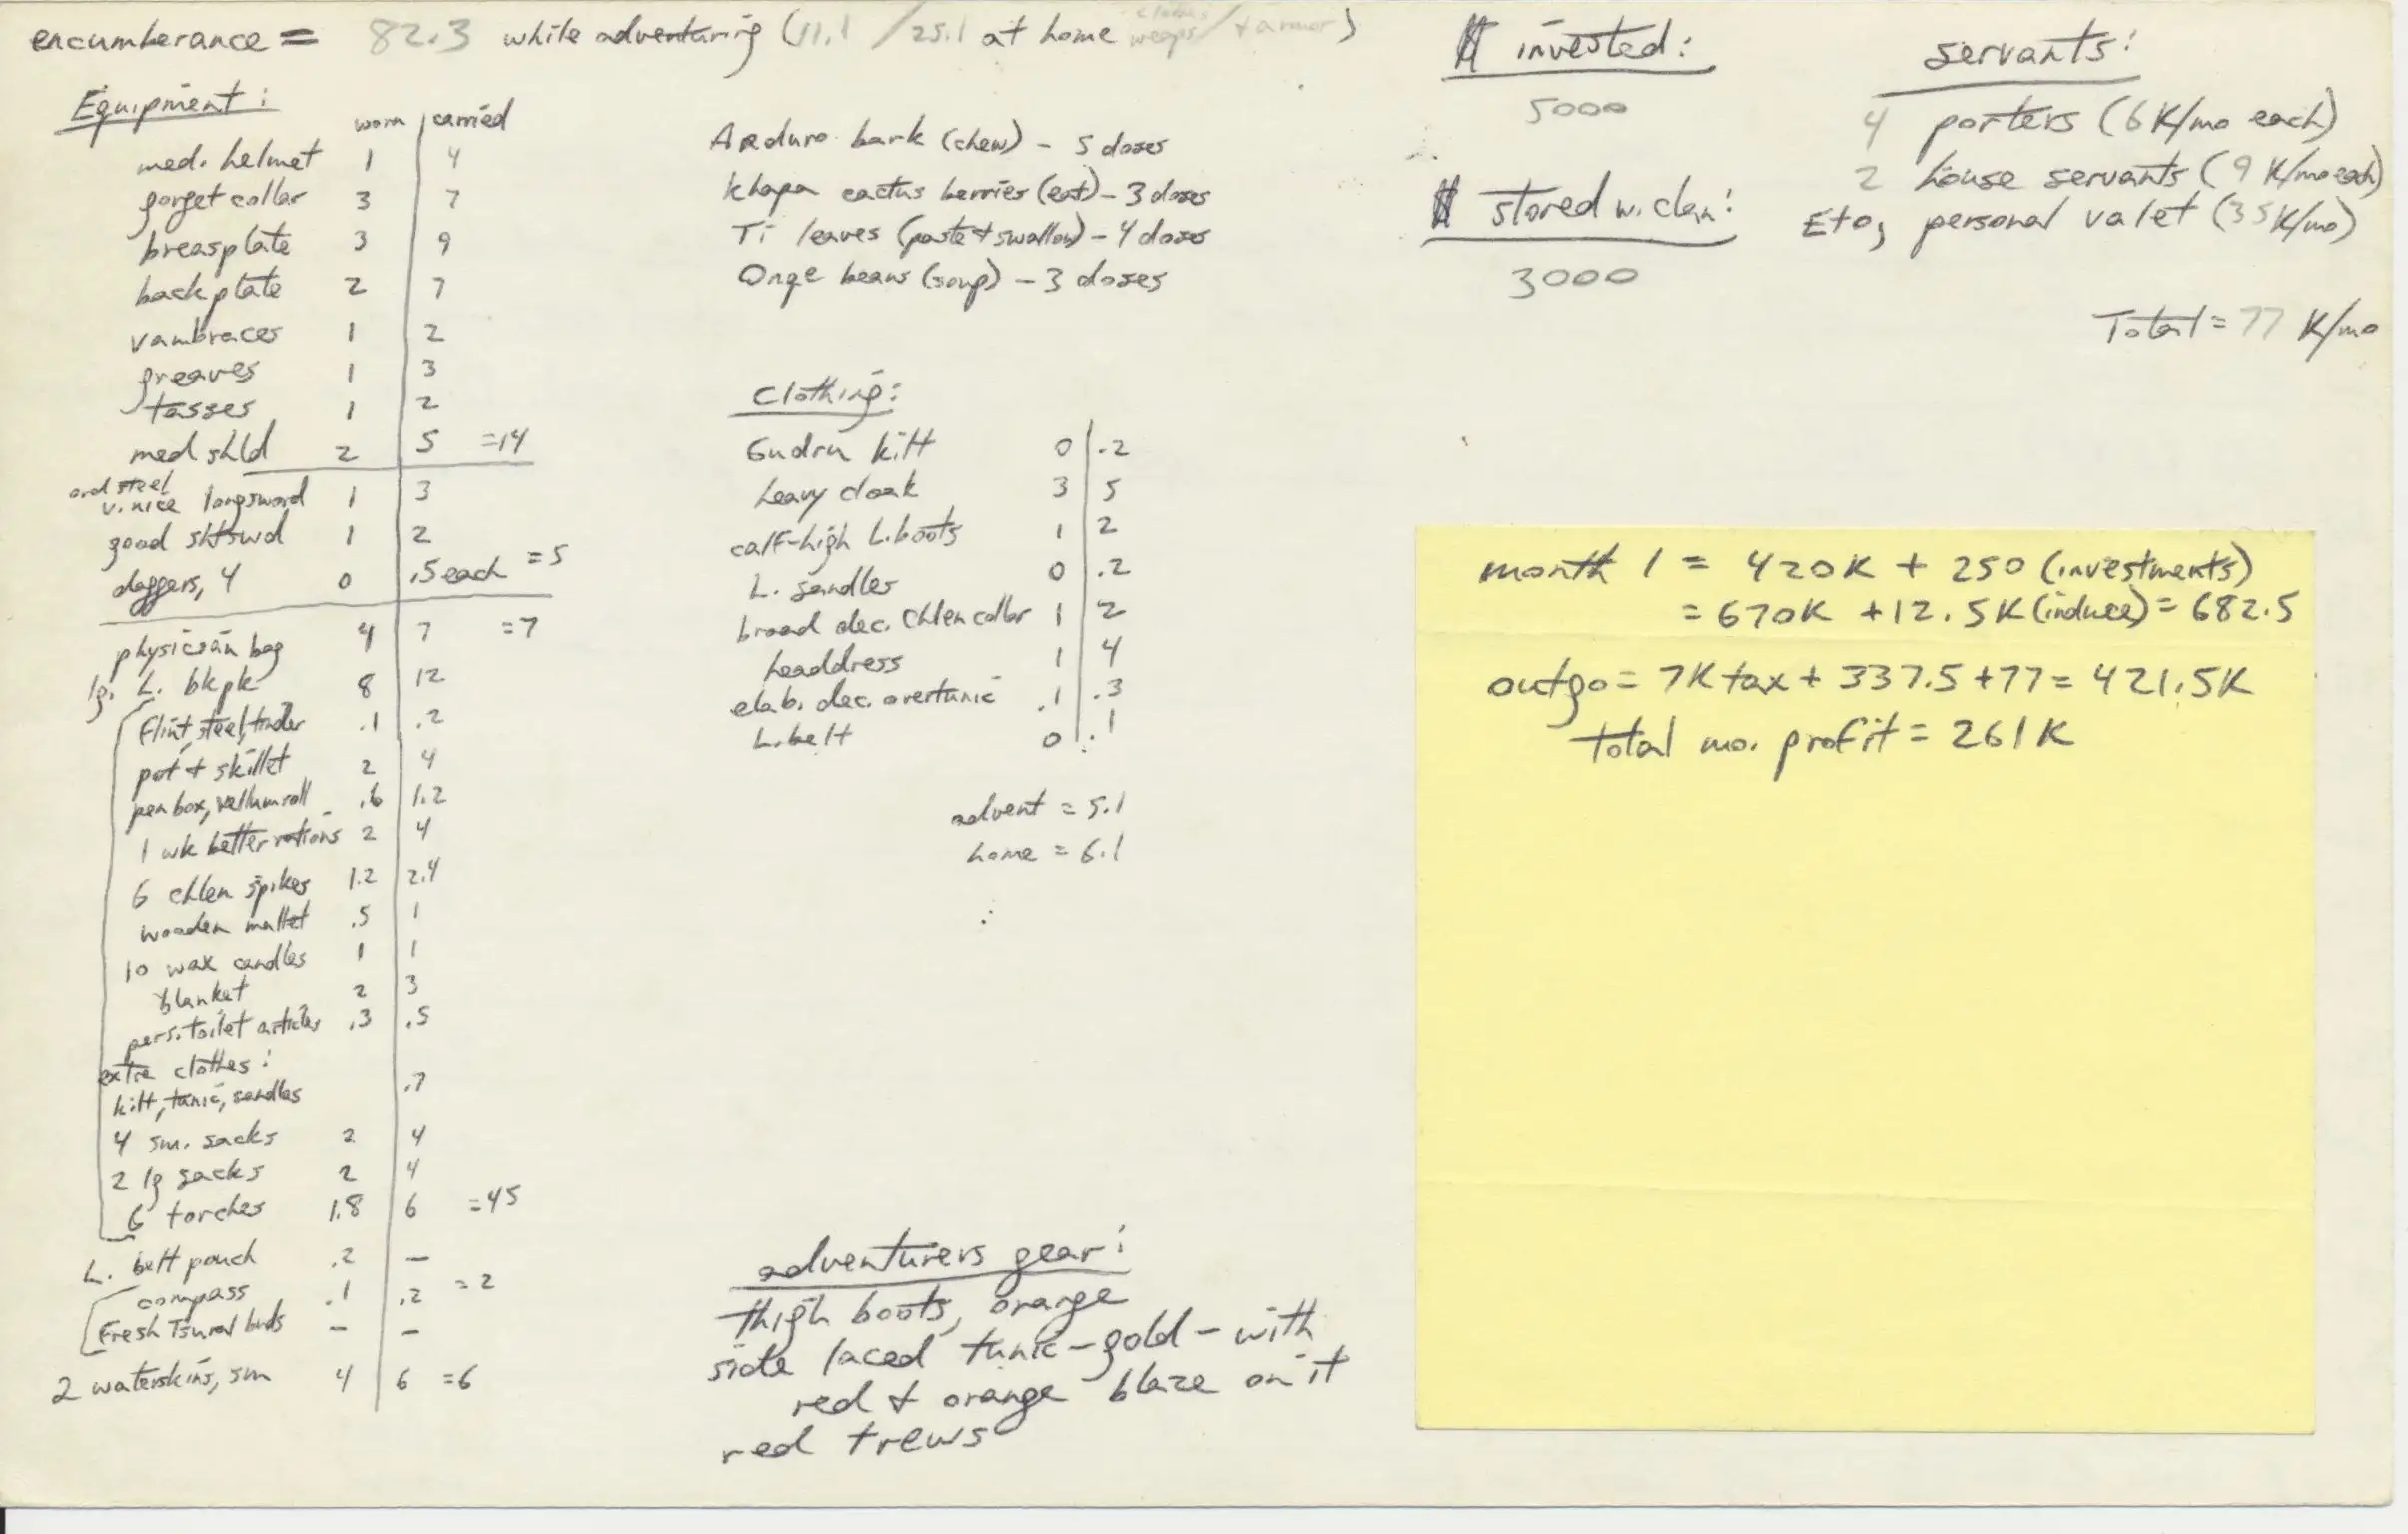 encumberance = 82.3 while adventuring (11.1 / 25.1 at home clothes weaps / + armor)
Equipment:
worn | carried
med. helmet 1 4
gorget collar 3 7
breasplate 3 9
backplate 2 7
vambraces 1 2
greaves 1 3
tasses 1 2
med shld 2 5 =14
ord steel
v. nice longsword 1 3
good shtswd 1 2
daggers, 4 0 .5 each =5
physician bag 4 7 =7
lg. L. bkpk 8 12
flint, steel, tinder .1 .2
pot + skillet 2 4
pen box, vellum roll .6 1.2
1 wk better rations 2 4
6 chlen spikes 1.2 2.4
wooden mallet .5 1
10 wax candles 1 1
blanket 2 3
pers. toilet articles .3 .5
extra clothes:
kilt, tunic, sandles .7
4 sm. sacks 2 4
2 lg sacks 2 4
6 torches 1.8 6 =45
L. belt pouch .2 —
compass .1 .2 =2
Fresh Tsural buds — —
2 waterskins, sm 4 6 =6
Arduro bark (chew) - 5 doses
Khapa cactus berries (eat) - 3 doses
Ti leaves (paste + swallow) - 4 doses
Onqe beans (soup) - 3 doses
Clothing:
Gudru kilt 0 .2
heavy cloak 3 5
calf-high L. boots 1 2
L. sandles 0 .2
broad dec. Chlen collar 1 2
headdress 1 4
elab. dec. overtunic .1 .3
L. belt 0 .1
advent = 5.1
home = 6.1
adventurers gear:
thigh boots, orange
side laced tunic - gold - with
red + orange blaze on it
red trews
$ invested:
5000
$ stored w. clan:
3000
servants:
4 porters (6 K/mo each)
2 house servants (9 K/mo each)
Eto, personal valet (35 K/mo)
Total = 77 K/mo
month 1 = 420K + 250 (investments)
= 670K + 12.5K (induce) = 682.5
outgo = 7K tax + 337.5 + 77 = 421.5K
total mo. profit = 261K